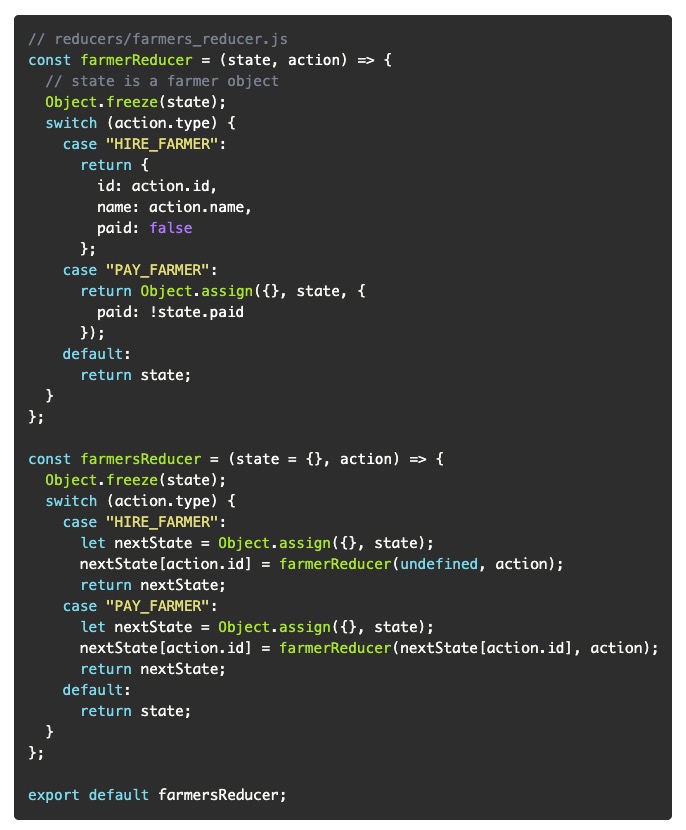 // reducers/farmers_reducer.js
const farmerReducer = (state, action) => {
  // state is a farmer object
  Object.freeze(state);
  switch (action.type) {
    case "HIRE_FARMER":
      return {
        id: action.id,
        name: action.name,
        paid: false
      };
    case "PAY_FARMER":
      return Object.assign({}, state, {
        paid: !state.paid
      });
    default:
      return state;
  }
};

const farmersReducer = (state = {}, action) => {
  Object.freeze(state);
  switch (action.type) {
    case "HIRE_FARMER":
      let nextState = Object.assign({}, state);
      nextState[action.id] = farmerReducer(undefined, action);
      return nextState;
    case "PAY_FARMER":
      let nextState = Object.assign({}, state);
      nextState[action.id] = farmerReducer(nextState[action.id], action);
      return nextState;
    default:
      return state;
  }
};

export default farmersReducer;